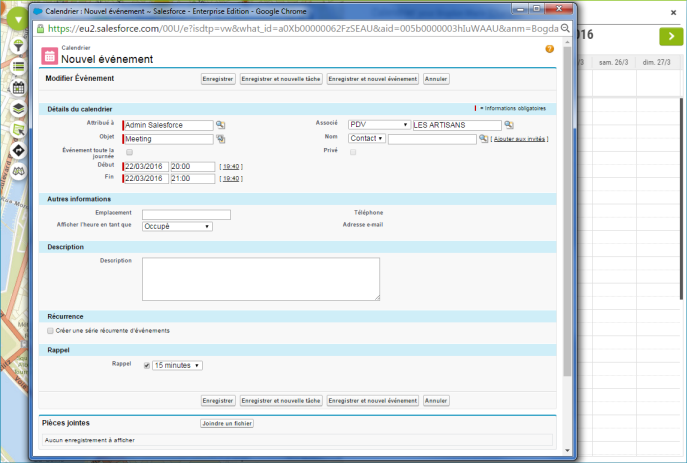 Calendrier : Nouvel événement ~ Salesforce - Enterprise Edition - Google Chrome
https://eu2.salesforce.com/00U/e?isdtp=vw&what_id=a0Xb00000062FzSEAU&aid=005b0000003hIuWAAU&anm=Bogda
Calendrier
Nouvel événement
016
Modifier Événement
Enregistrer
Enregistrer et nouvelle tâche
Enregistrer et nouvel événement
Annuler
/3
sam. 26/3
dim. 27/3
Détails du calendrier
= Informations obligatoires
Attribué à
Admin Salesforce
Associé
PDV
LES ARTISANS
Objet
Meeting
Nom
Contact
[ Ajouter aux invités ]
Événement toute la journée
Privé
Début
22/03/2016
20:00
[ 19:40 ]
Fin
22/03/2016
21:00
[ 19:40 ]
Autres informations
Emplacement
Téléphone
Afficher l'heure en tant que
Occupé
Adresse e-mail
Description
Description
Récurrence
Créer une série récurrente d'événements
Rappel
Rappel
15 minutes
Enregistrer
Enregistrer et nouvelle tâche
Enregistrer et nouvel événement
Annuler
Pièces jointes
Joindre un fichier
Aucun enregistrement à afficher